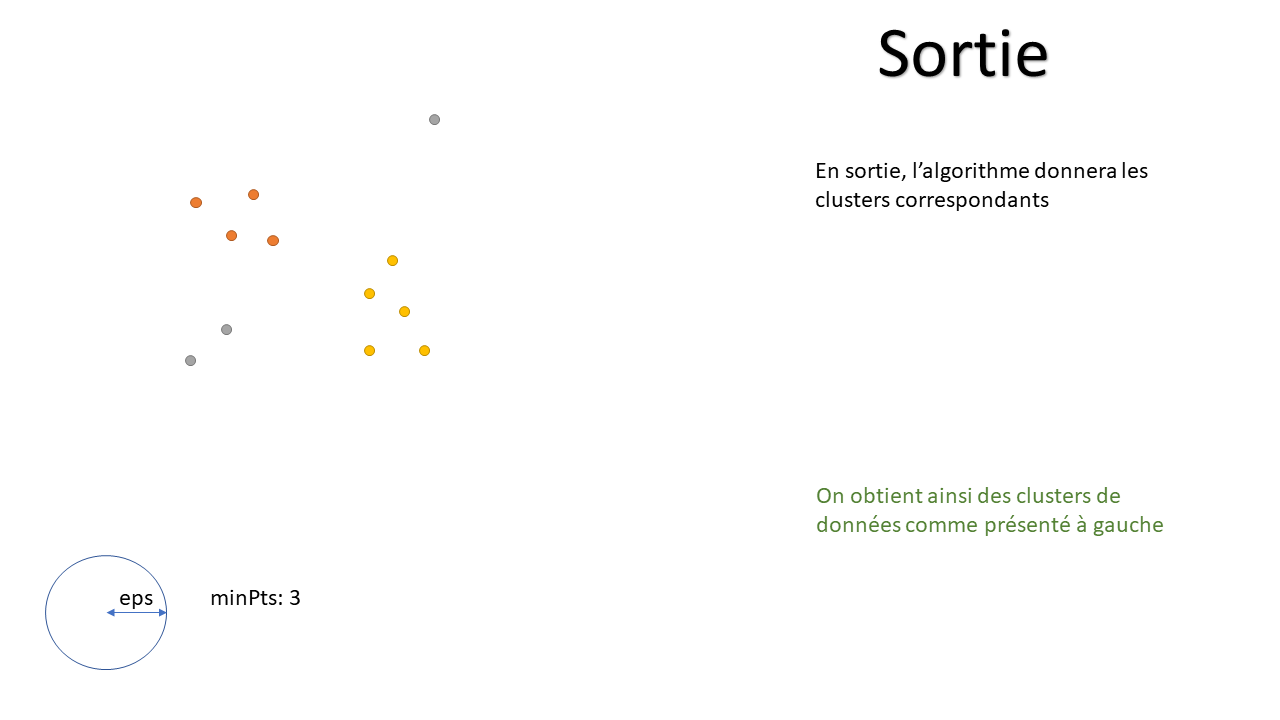 Sortie
En sortie, l’algorithme donnera les
clusters correspondants
On obtient ainsi des clusters de
données comme présenté à gauche
eps
minPts: 3